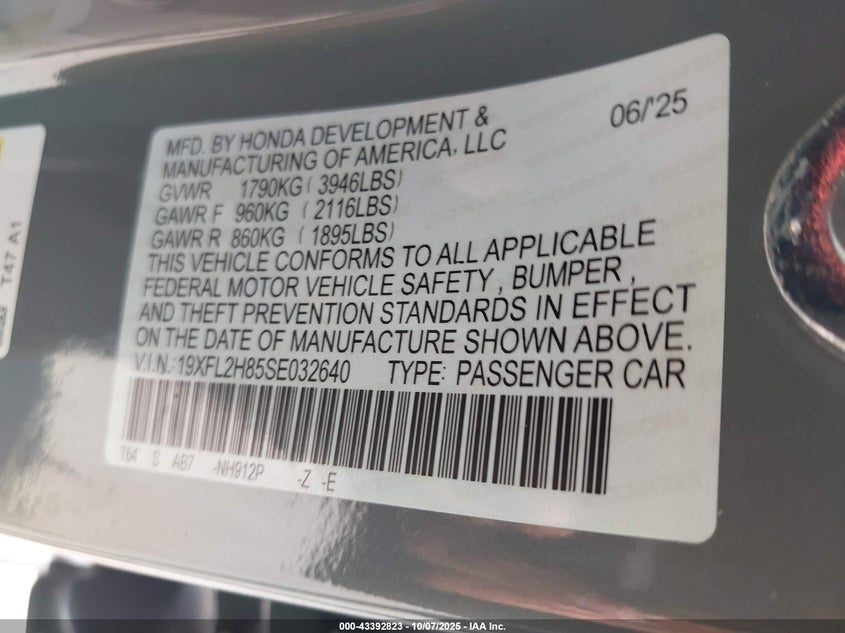 06/'25
MFD. BY HONDA DEVELOPMENT &
MANUFACTURING OF AMERICA, LLC
GVWR 1790KG ( 3946LBS)
GAWR F 960KG ( 2116LBS)
GAWR R 860KG ( 1895LBS)
THIS VEHICLE CONFORMS TO ALL APPLICABLE
FEDERAL MOTOR VEHICLE SAFETY, BUMPER,
AND THEFT PREVENTION STANDARDS IN EFFECT
ON THE DATE OF MANUFACTURE SHOWN ABOVE.
V.I.N.: 19XFL2H85SE032640 TYPE: PASSENGER CAR
T64 S AB7 -NH912P -Z -E
T47 A1
000-43392823 - 10/07/2025 - IAA Inc.